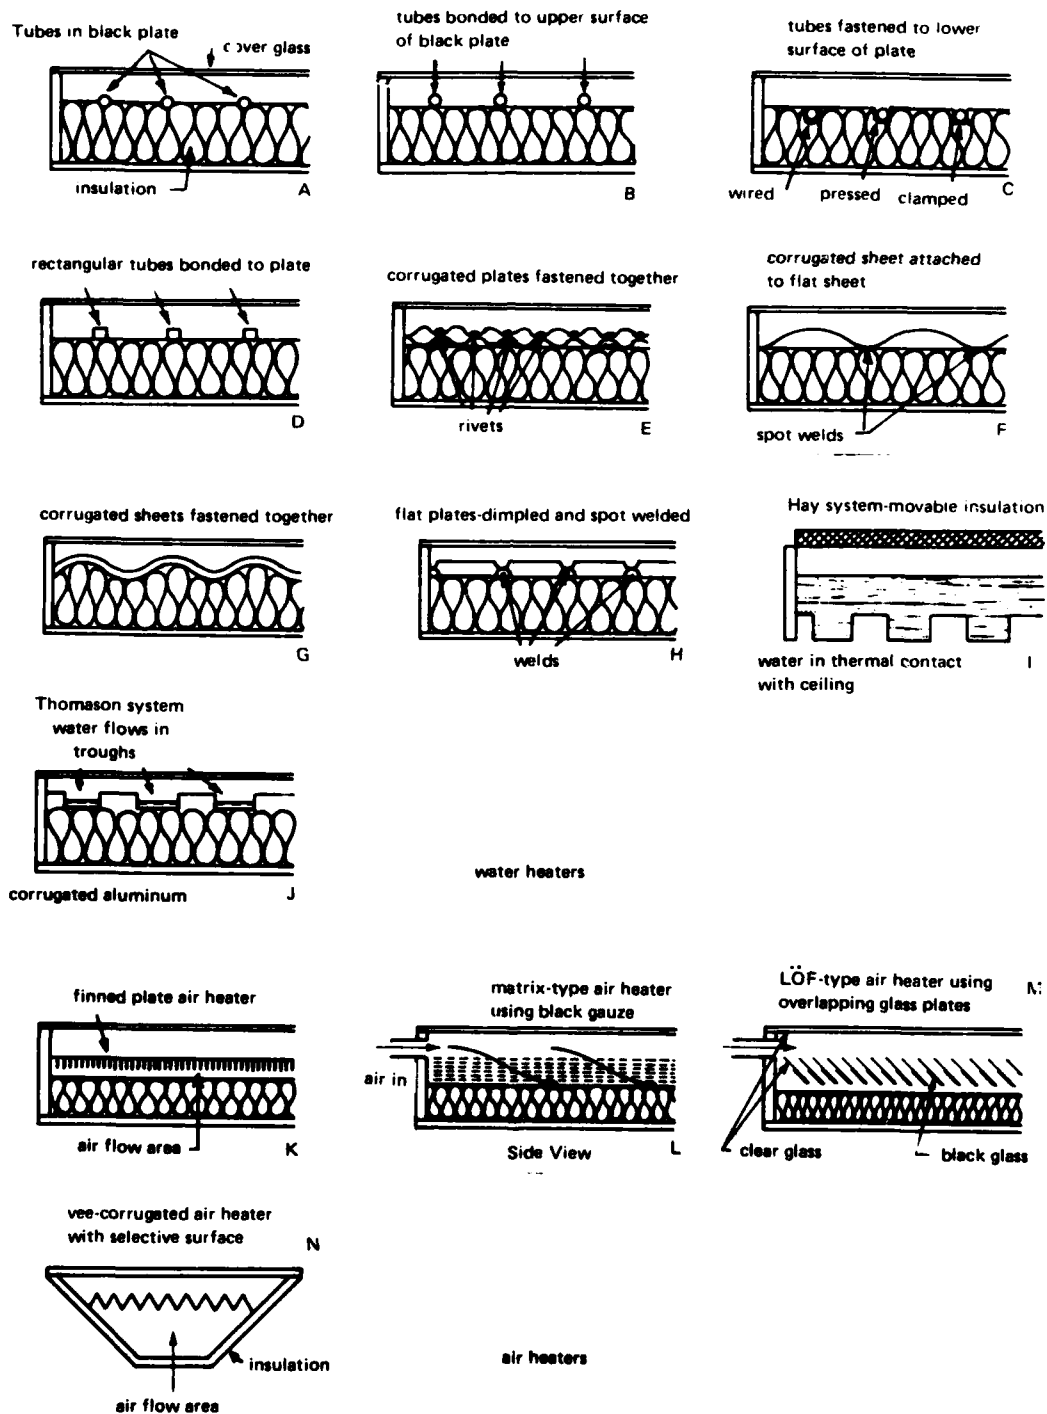 Tubes in black plate
cover glass
insulation
A
tubes bonded to upper surface
of black plate
B
tubes fastened to lower
surface of plate
wired
pressed
clamped
C
rectangular tubes bonded to plate
D
corrugated plates fastened together
rivets
E
corrugated sheet attached
to flat sheet
spot welds
F
corrugated sheets fastened together
G
flat plates-dimpled and spot welded
welds
H
Hay system-movable insulation
water in thermal contact
with ceiling
I
Thomason system
water flows in
troughs
corrugated aluminum
J
water heaters
finned plate air heater
air flow area
K
matrix-type air heater
using black gauze
air in
Side View
L
LÖF-type air heater using
overlapping glass plates
M
clear glass
black glass
vee-corrugated air heater
with selective surface
N
insulation
air flow area
air heaters